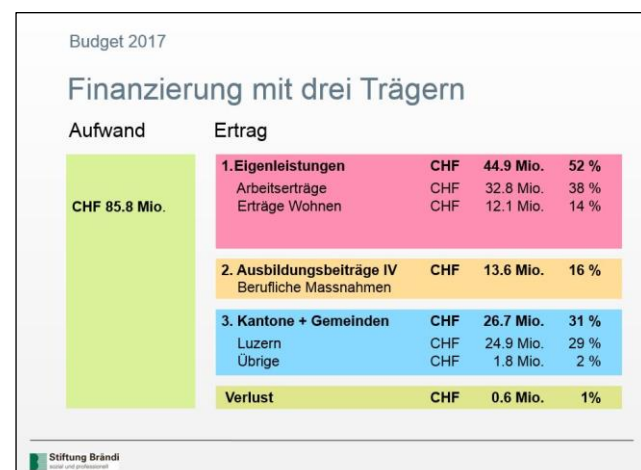 Budget 2017
Finanzierung mit drei Trägern
Aufwand Ertrag
CHF 85.8 Mio.
1.Eigenleistungen CHF 44.9 Mio. 52 %
Arbeitserträge CHF 32.8 Mio. 38 %
Erträge Wohnen CHF 12.1 Mio. 14 %
2. Ausbildungsbeiträge IV CHF 13.6 Mio. 16 %
Berufliche Massnahmen
3. Kantone + Gemeinden CHF 26.7 Mio. 31 %
Luzern CHF 24.9 Mio. 29 %
Übrige CHF 1.8 Mio. 2 %
Verlust CHF 0.6 Mio. 1%
Stiftung Brändi
sozial und professionell